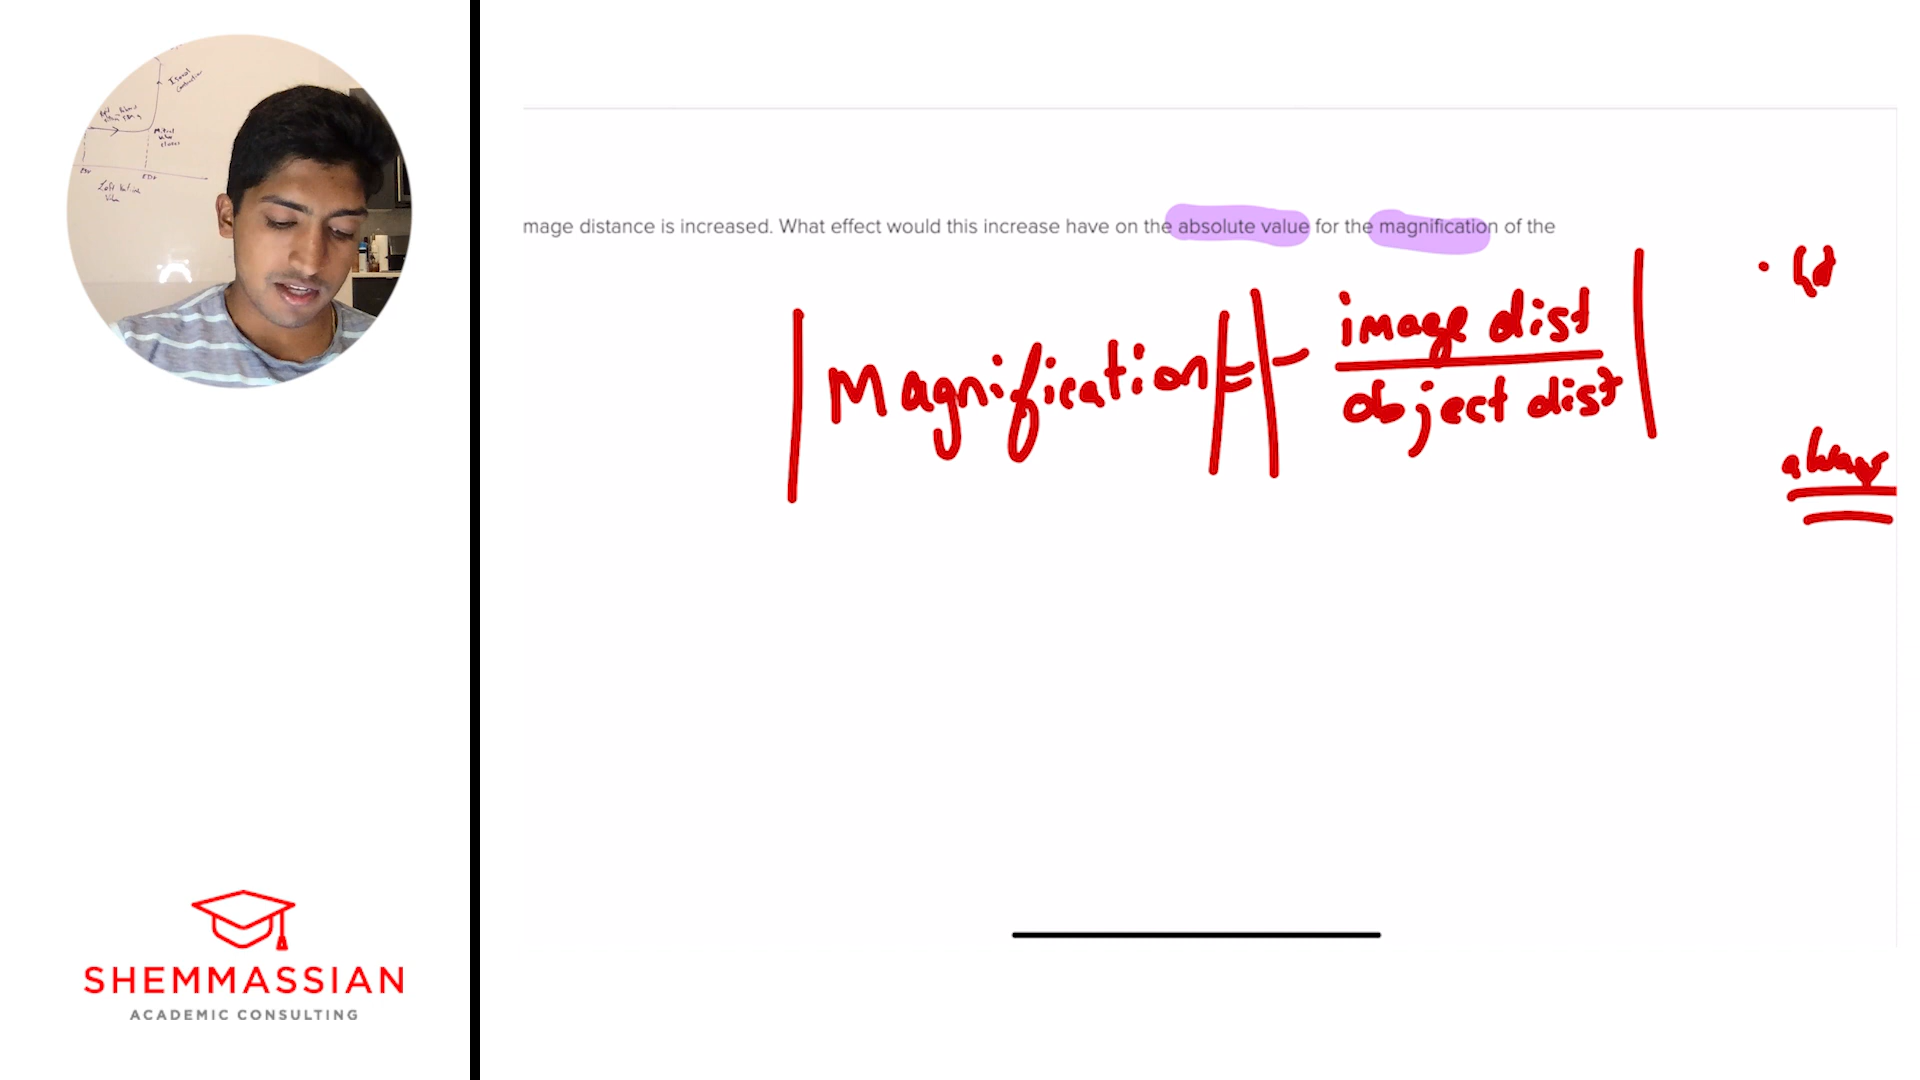 mage distance is increased. What effect would this increase have on the absolute value for the magnification of the
|Magnification| = |- image dist
object dist|
SHEMMASSIAN
ACADEMIC CONSULTING